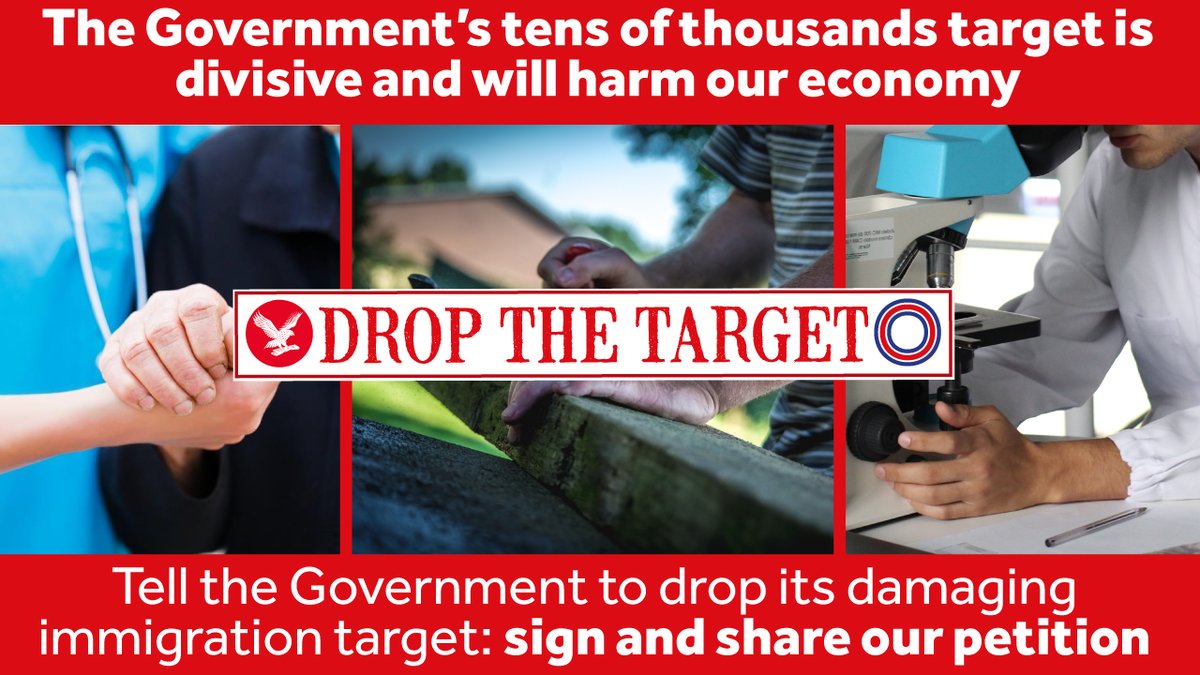 The Government's tens of thousands target is
divisive and will harm our economy
DROP THE TARGET
Tell the Government to drop its damaging
immigration target: sign and share our petition